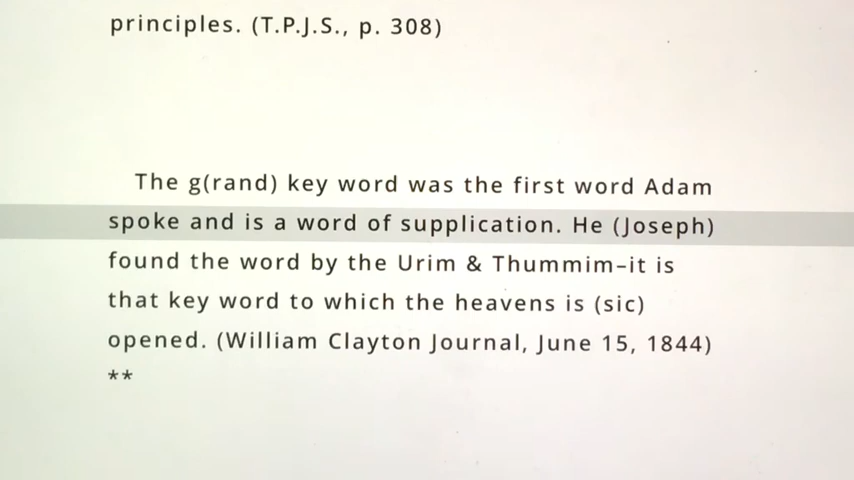 principles. (T.P.J.S., p. 308)
The g(rand) key word was the first word Adam
spoke and is a word of supplication. He (Joseph)
found the word by the Urim & Thummim–it is
that key word to which the heavens is (sic)
opened. (William Clayton Journal, June 15, 1844)
**